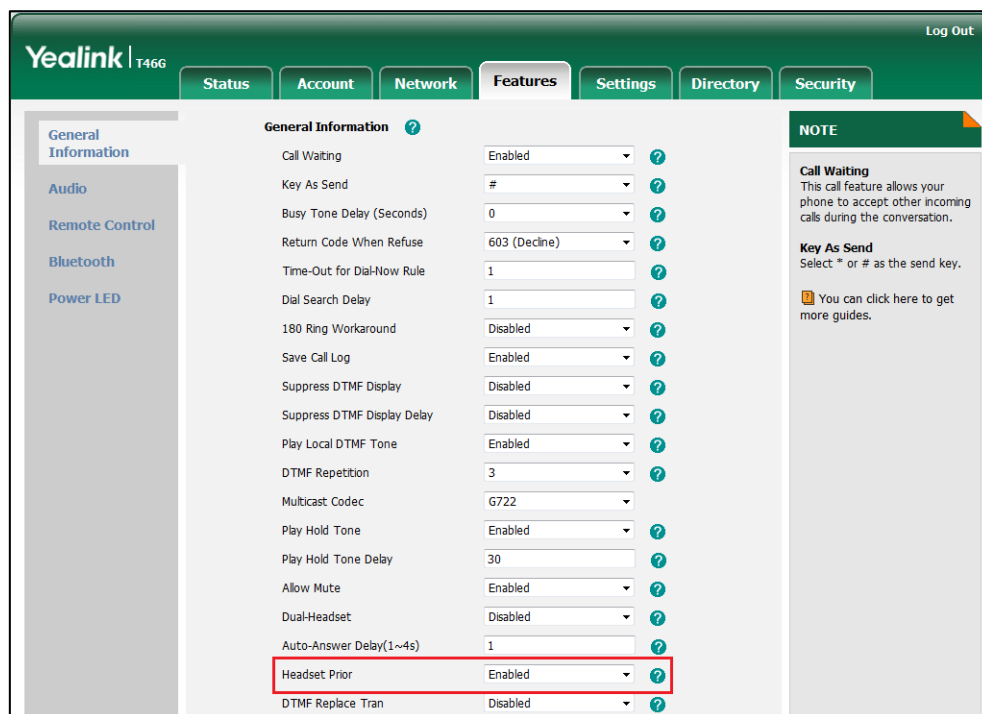 Log Out
Yealink T46G
Status Account Network Features Settings Directory Security
General
Information
Audio
Remote Control
Bluetooth
Power LED
General Information ?
Call Waiting Enabled ?
Key As Send # ?
Busy Tone Delay (Seconds) 0 ?
Return Code When Refuse 603 (Decline) ?
Time-Out for Dial-Now Rule 1 ?
Dial Search Delay 1 ?
180 Ring Workaround Disabled ?
Save Call Log Enabled ?
Suppress DTMF Display Disabled ?
Suppress DTMF Display Delay Disabled ?
Play Local DTMF Tone Enabled ?
DTMF Repetition 3 ?
Multicast Codec G722
Play Hold Tone Enabled ?
Play Hold Tone Delay 30 ?
Allow Mute Enabled ?
Dual-Headset Disabled ?
Auto-Answer Delay(1~4s) 1 ?
Headset Prior Enabled ?
DTMF Replace Tran Disabled ?
NOTE
Call Waiting
This call feature allows your
phone to accept other incoming
calls during the conversation.
Key As Send
Select * or # as the send key.
? You can click here to get
more guides.